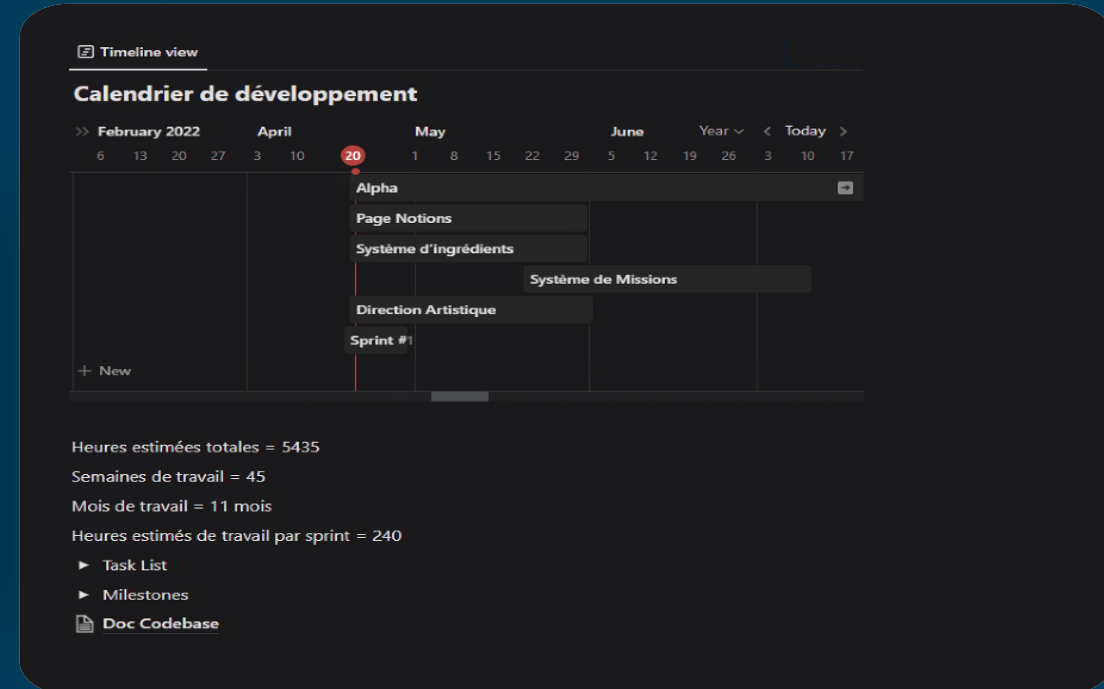 Timeline view
Calendrier de développement
February 2022 April May June Year Today
6 13 20 27 3 10 20 1 8 15 22 29 5 12 19 26 3 10 17
Alpha
Page Notions
Système d'ingrédients
Système de Missions
Direction Artistique
Sprint #1
+ New
Heures estimées totales = 5435
Semaines de travail = 45
Mois de travail = 11 mois
Heures estimés de travail par sprint = 240
Task List
Milestones
Doc Codebase